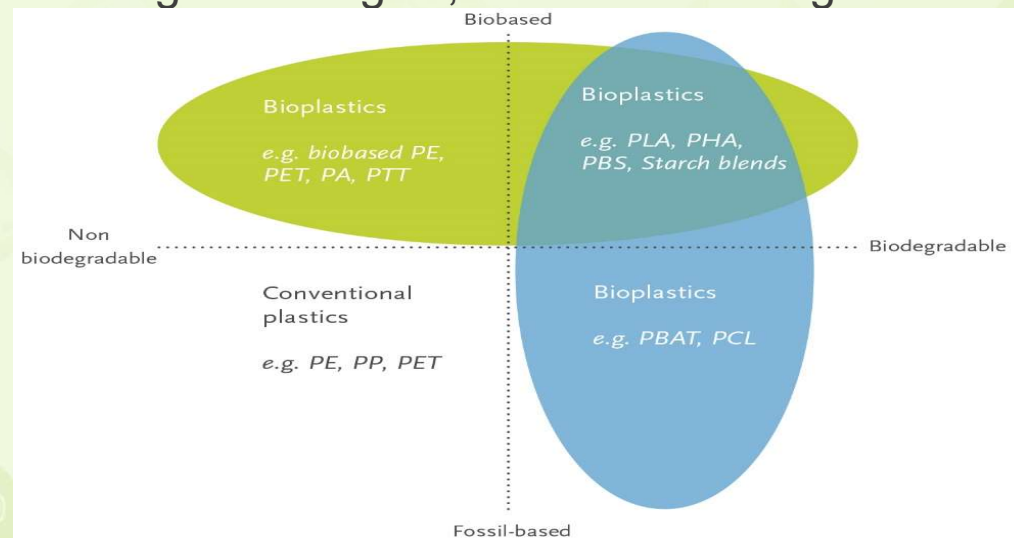 Biobased
Bioplastics
e.g. biobased PE,
PET, PA, PTT
Bioplastics
e.g. PLA, PHA,
PBS, Starch blends
Non
biodegradable
Biodegradable
Conventional
plastics
e.g. PE, PP, PET
Bioplastics
e.g. PBAT, PCL
Fossil-based